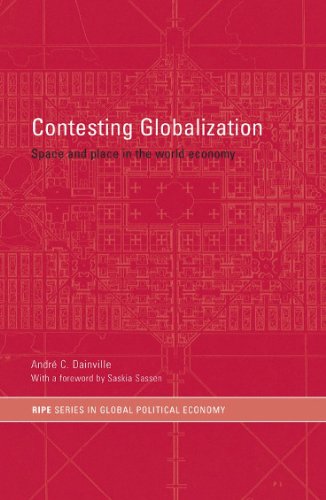 Contesting Globalization
Space and place in the world economy
André C. Dainville
With a foreword by Saskia Sassen
RIPE SERIES IN GLOBAL POLITICAL ECONOMY
P L